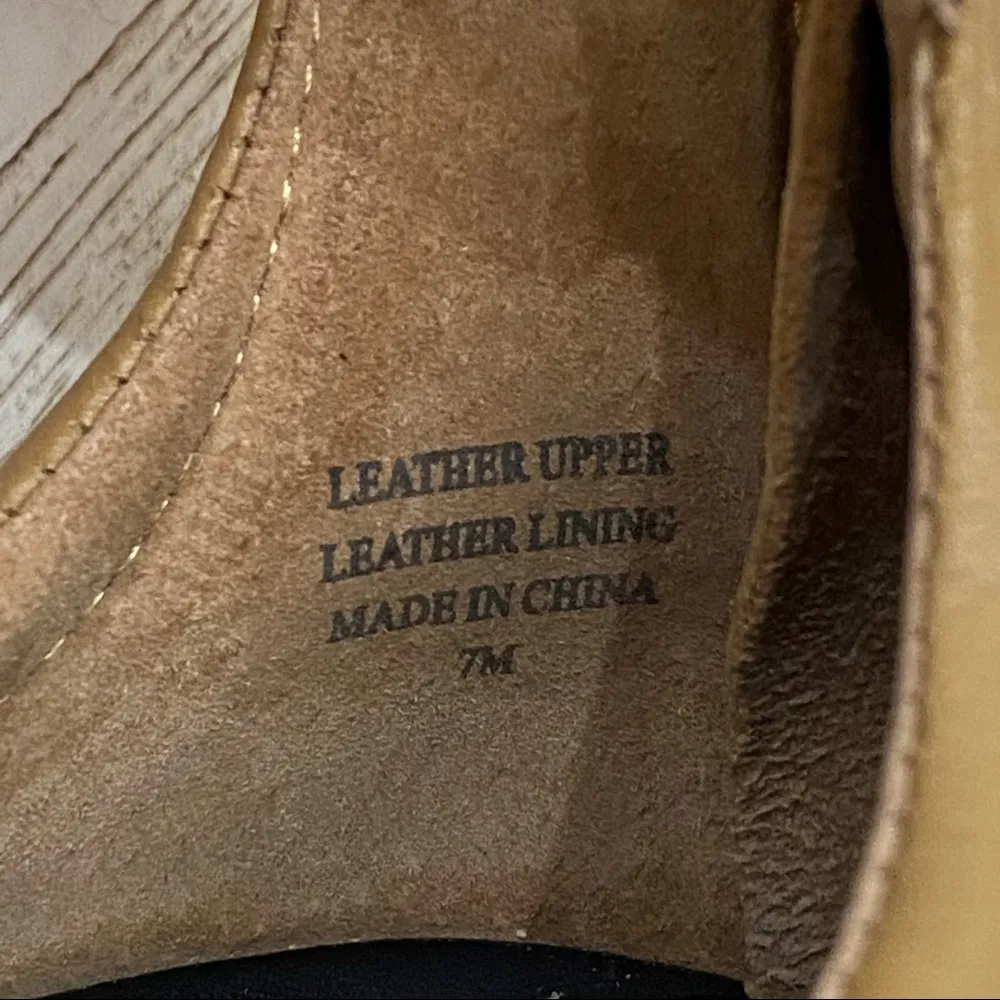 LEATHER UPPER
LEATHER LINING
MADE IN CHINA
7M